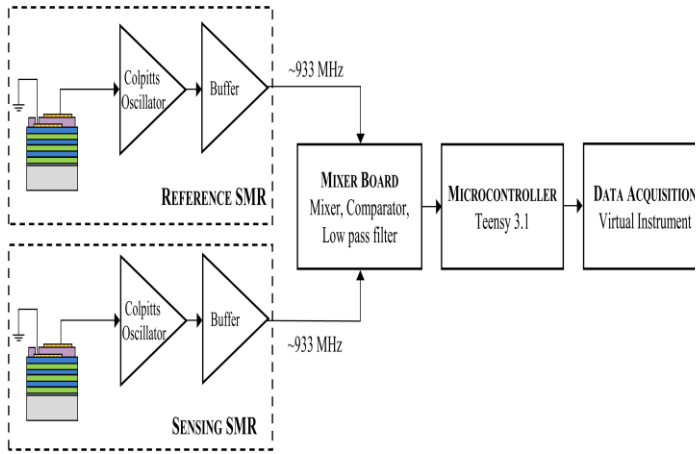 Colpitts
Oscillator
Buffer
~933 MHz
REFERENCE SMR
MIXER BOARD
Mixer, Comparator,
Low pass filter
MICROCONTROLLER
Teensy 3.1
DATA ACQUISITION
Virtual Instrument
Colpitts
Oscillator
Buffer
~933 MHz
SENSING SMR